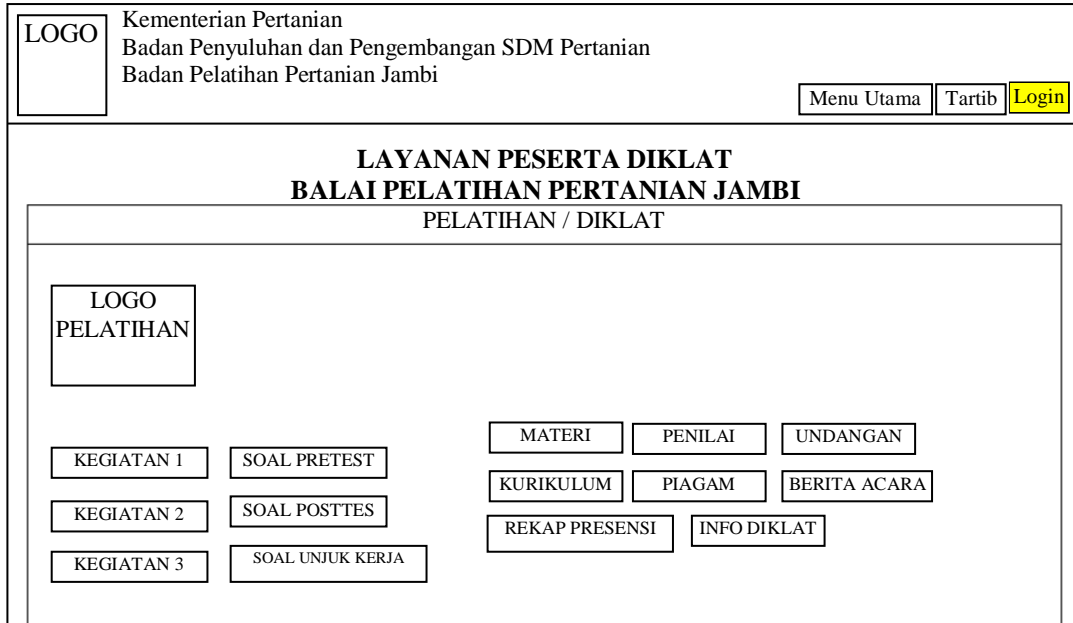 LOGO
Kementerian Pertanian
Badan Penyuluhan dan Pengembangan SDM Pertanian
Badan Pelatihan Pertanian Jambi
Menu Utama
Tartib
Login
LAYANAN PESERTA DIKLAT
BALAI PELATIHAN PERTANIAN JAMBI
PELATIHAN / DIKLAT
LOGO
PELATIHAN
KEGIATAN 1
SOAL PRETEST
KEGIATAN 2
SOAL POSTTES
KEGIATAN 3
SOAL UNJUK KERJA
MATERI
PENILAI
UNDANGAN
KURIKULUM
PIAGAM
BERITA ACARA
REKAP PRESENSI
INFO DIKLAT